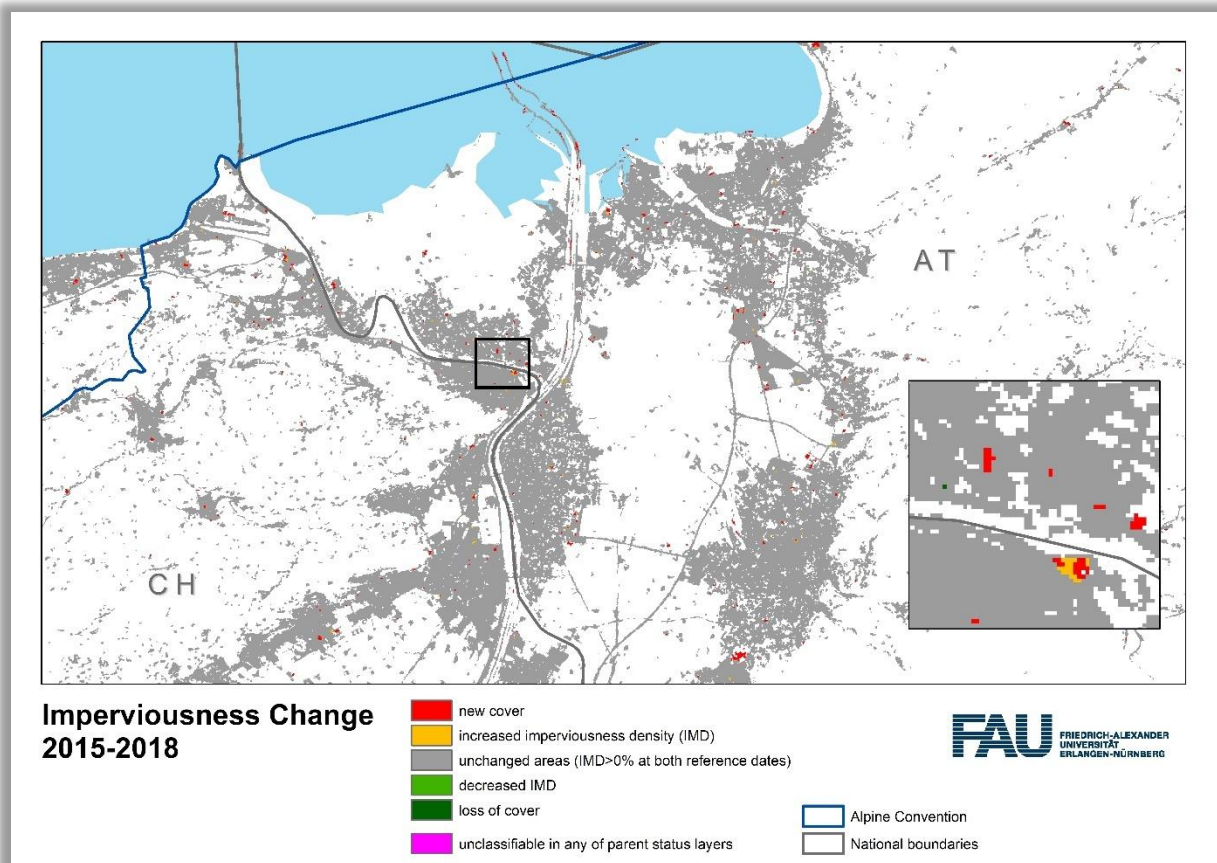 AT
CH
Imperviousness Change
2015-2018
new cover
increased imperviousness density (IMD)
unchanged areas (IMD>0% at both reference dates)
decreased IMD
loss of cover
unclassifiable in any of parent status layers
FAU
FRIEDRICH-ALEXANDER
UNIVERSITÄT
ERLANGEN-NÜRNBERG
Alpine Convention
National boundaries